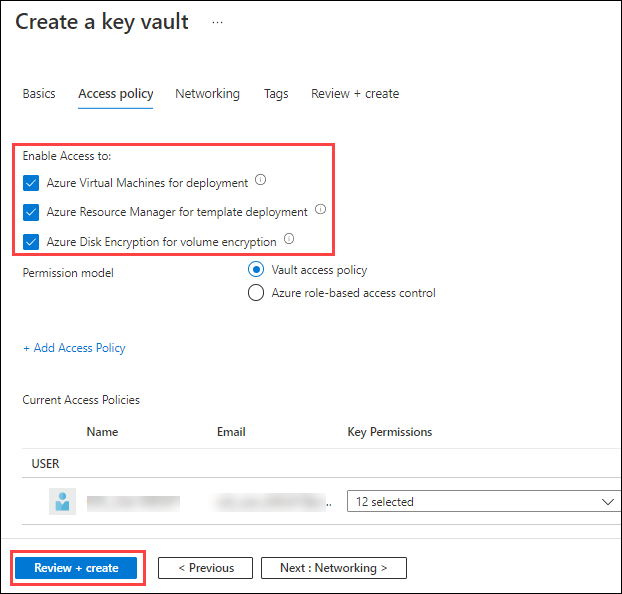 Create a key vault ...
Basics Access policy Networking Tags Review + create
Enable Access to:
Azure Virtual Machines for deployment
Azure Resource Manager for template deployment
Azure Disk Encryption for volume encryption
Permission model
Vault access policy
Azure role-based access control
+ Add Access Policy
Current Access Policies
Name Email Key Permissions
USER
12 selected
Review + create < Previous Next : Networking >